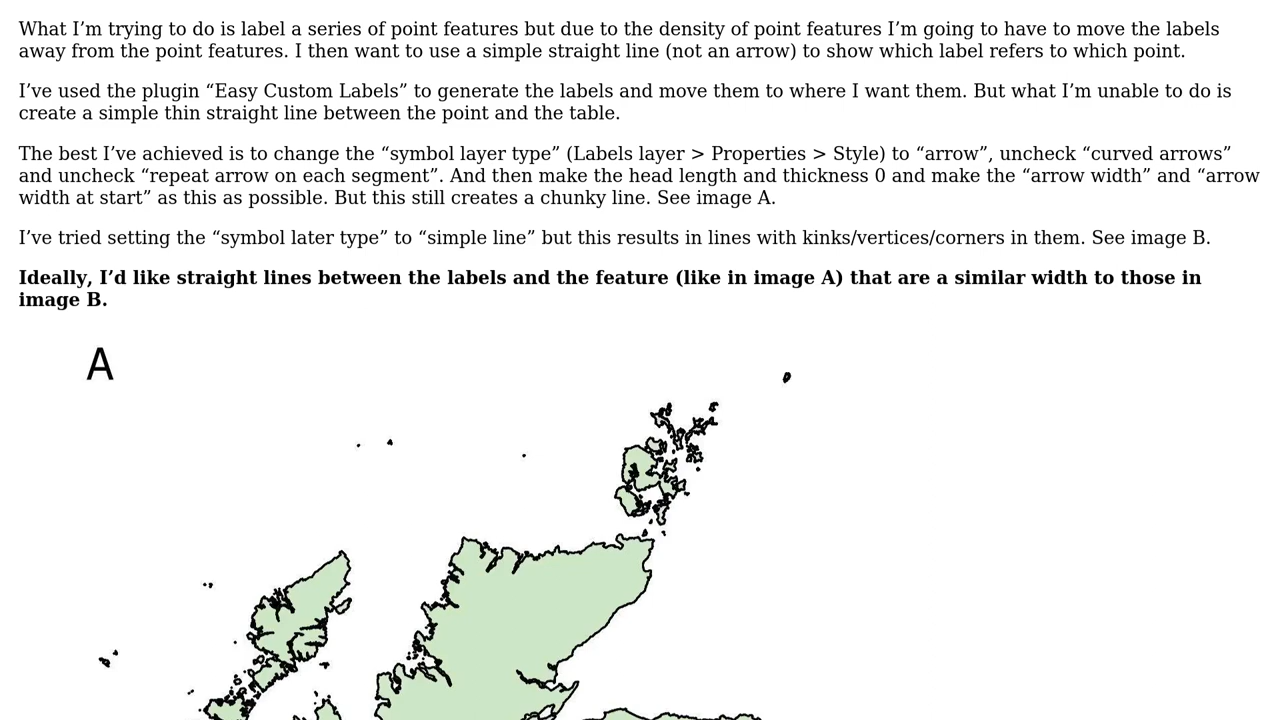 What I’m trying to do is label a series of point features but due to the density of point features I’m going to have to move the labels
away from the point features. I then want to use a simple straight line (not an arrow) to show which label refers to which point.
I’ve used the plugin “Easy Custom Labels” to generate the labels and move them to where I want them. But what I’m unable to do is
create a simple thin straight line between the point and the table.
The best I’ve achieved is to change the “symbol layer type” (Labels layer > Properties > Style) to “arrow”, uncheck “curved arrows”
and uncheck “repeat arrow on each segment”. And then make the head length and thickness 0 and make the “arrow width” and “arrow
width at start” as this as possible. But this still creates a chunky line. See image A.
I’ve tried setting the “symbol later type” to “simple line” but this results in lines with kinks/vertices/corners in them. See image B.
Ideally, I’d like straight lines between the labels and the feature (like in image A) that are a similar width to those in
image B.
A